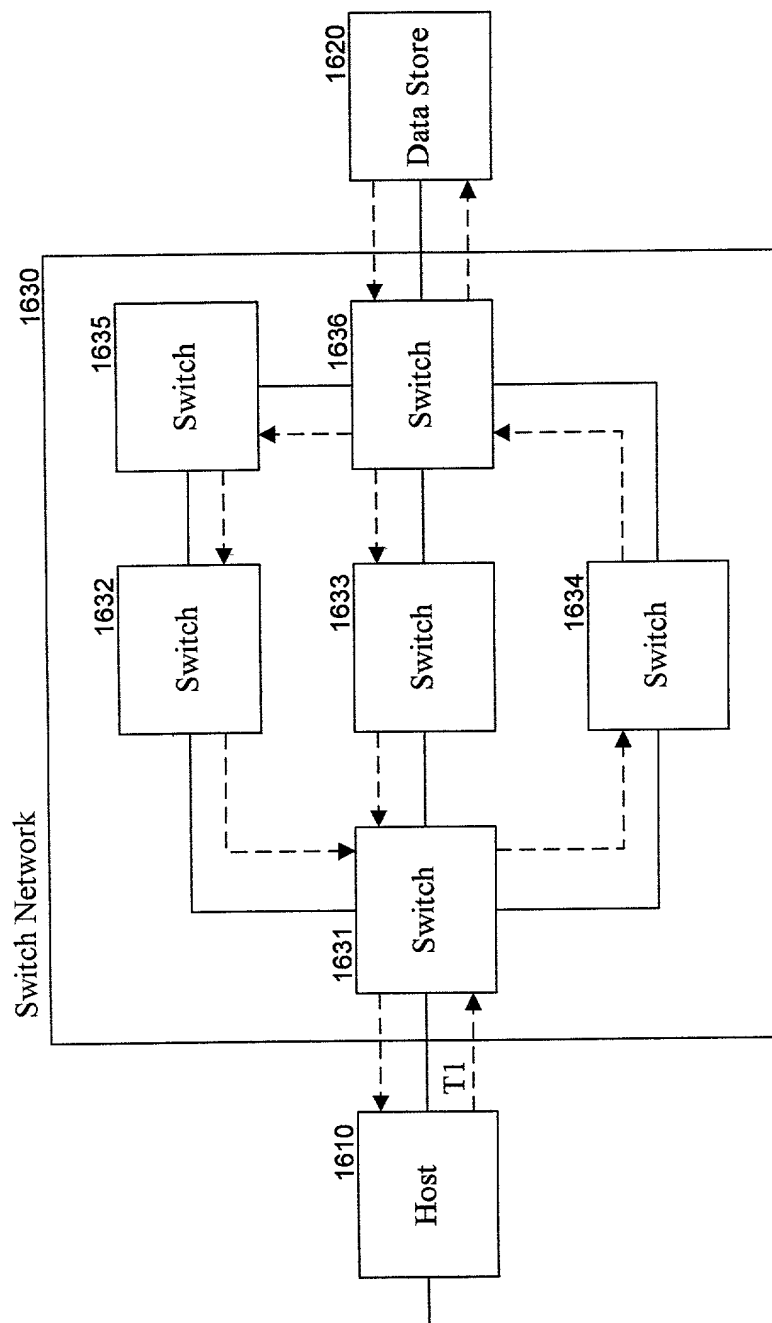 Switch Network
1630
1632
Switch
1635
Switch
1610
Host
T1
1631
Switch
1633
Switch
1636
Switch
1620
Data Store
1634
Switch